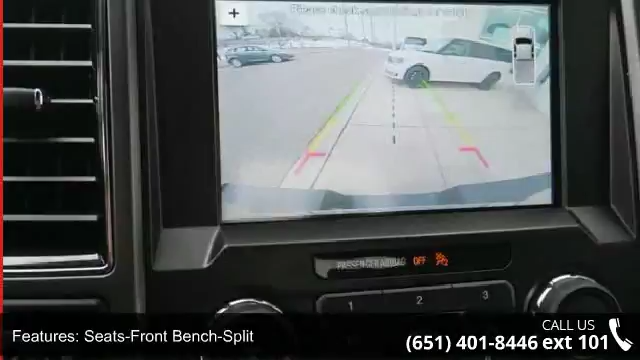 +
PASSENGER AIRBAG OFF
1 2 3
CALL US
Features: Seats-Front Bench-Split
(651) 401-8446 ext 101